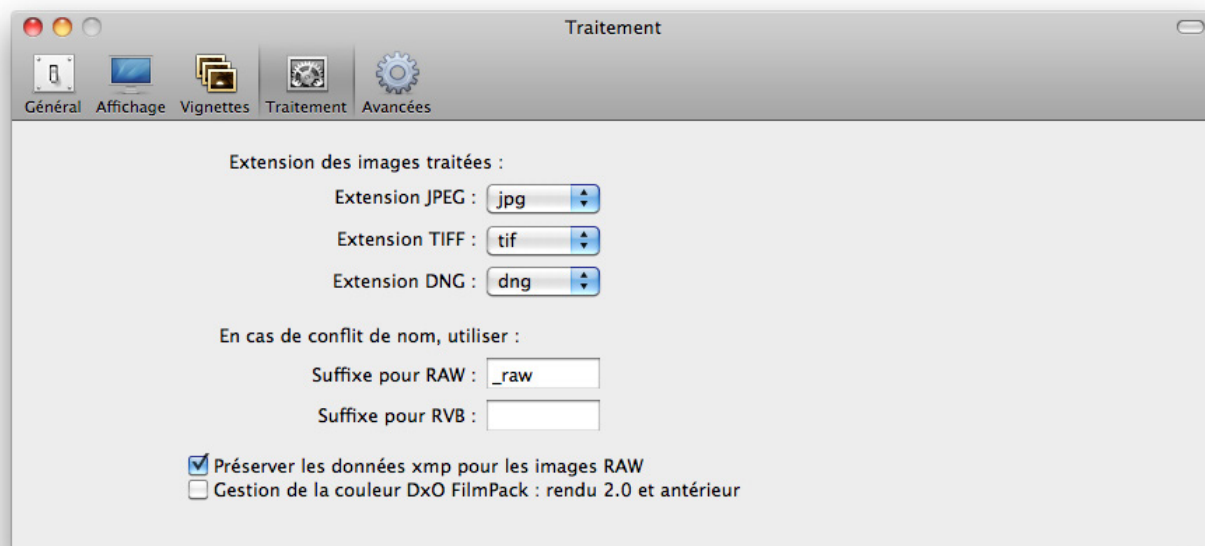 Traitement
Général Affichage Vignettes Traitement Avancées
Extension des images traitées :
Extension JPEG : jpg
Extension TIFF : tif
Extension DNG : dng
En cas de conflit de nom, utiliser :
Suffixe pour RAW : _raw
Suffixe pour RVB :
Préserver les données xmp pour les images RAW
Gestion de la couleur DxO FilmPack : rendu 2.0 et antérieur